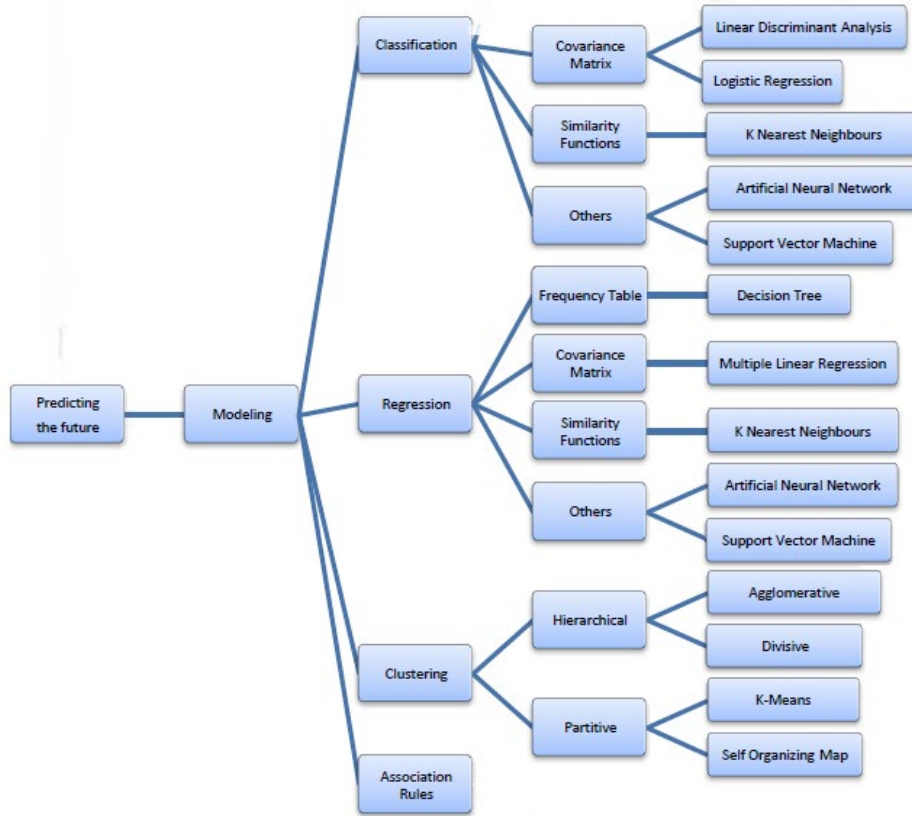 Predicting
the future
Modeling
Classification
Covariance
Matrix
Linear Discriminant Analysis
Logistic Regression
Similarity
Functions
K Nearest Neighbours
Others
Artificial Neural Network
Support Vector Machine
Regression
Frequency Table
Decision Tree
Covariance
Matrix
Multiple Linear Regression
Similarity
Functions
K Nearest Neighbours
Others
Artificial Neural Network
Support Vector Machine
Clustering
Hierarchical
Agglomerative
Divisive
Partitive
K-Means
Self Organizing Map
Association
Rules